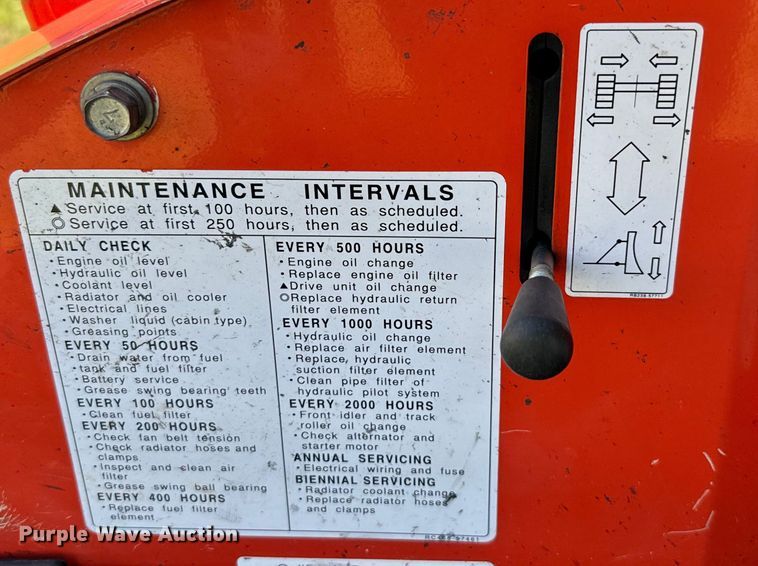 MAINTENANCE INTERVALS
▲Service at first 100 hours, then as scheduled.
○Service at first 250 hours, then as scheduled.
DAILY CHECK
・Engine oil level
・Hydraulic oil level
・Coolant level
・Radiator and oil cooler
・Electrical lines
・Washer liquid (cabin type)
・Greasing points
EVERY 50 HOURS
・Drain water from fuel
tank and fuel filter
・Battery service
・Grease swing bearing teeth
EVERY 100 HOURS
・Clean fuel filter
EVERY 200 HOURS
・Check fan belt tension
・Check radiator hoses and
clamps
・Inspect and clean air
filter
・Grease swing ball bearing
EVERY 400 HOURS
・Replace fuel filter
element
EVERY 500 HOURS
・Engine oil change
・Replace engine oil filter
▲Drive unit oil change
○Replace hydraulic return
filter element
EVERY 1000 HOURS
・Hydraulic oil change
・Replace air filter element
・Replace hydraulic
suction filter element
・Clean pipe filter of
hydraulic pilot system
EVERY 2000 HOURS
・Front idler and track
roller oil change
・Check alternator and
starter motor
ANNUAL SERVICING
・Electrical wiring and fuse
BIENNIAL SERVICING
・Radiator coolant change
・Replace radiator hoses
and clamps
RB238-57711
Purple Wave Auction